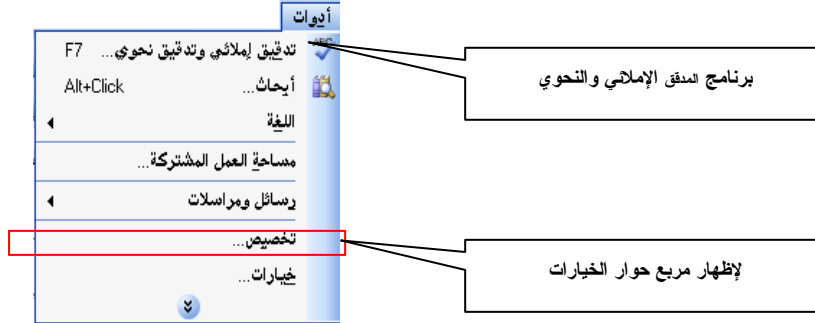 أدوات
تدقيق إملائي وتدقيق نحوي... F7
أبحاث... Alt+Click
اللغة
مساحة العمل المشتركة...
رسائل ومراسلات
تخصيص...
خيارات...
برنامج المدقق الإملائي والنحوي
لإظهار مربع حوار الخيارات